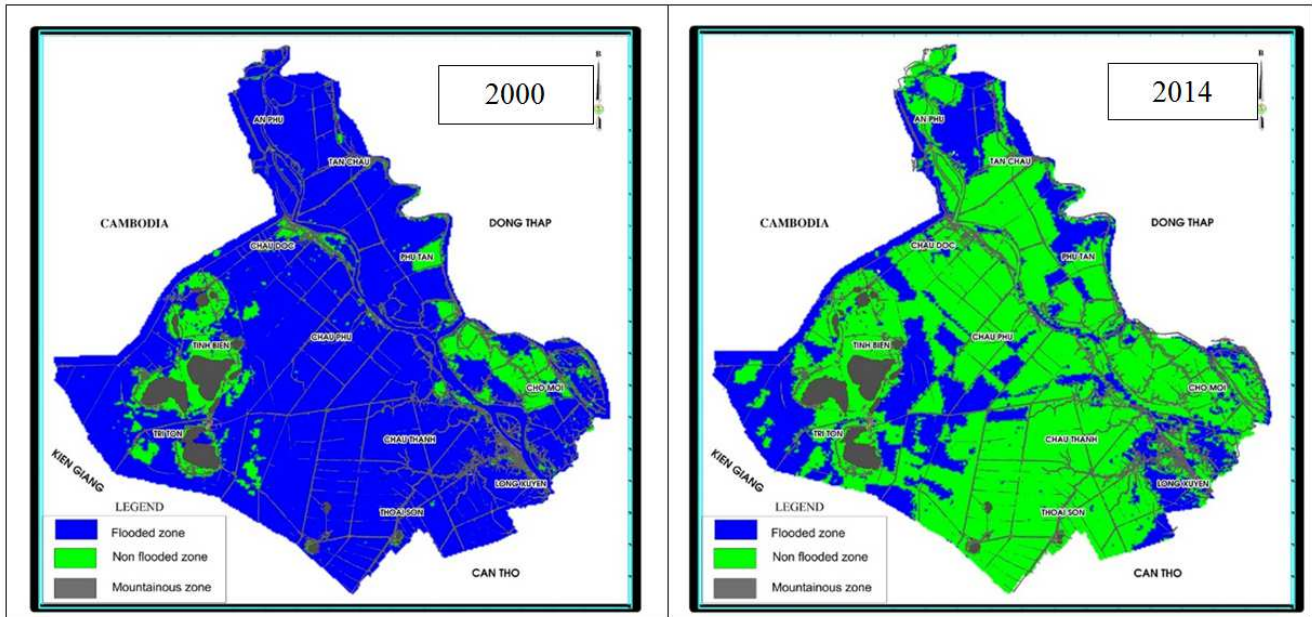 2000
B
AN PHU
TAN CHAU
CAMBODIA
DONG THAP
CHAU DOC
PHU TAN
TINH BIEN
CHAU PHU
CHO MOI
TRI TON
CHAU THANH
KIEN GIANG
LONG XUYEN
THOAI SON
CAN THO
LEGEND
Flooded zone
Non flooded zone
Mountainous zone
2014
B
AN PHU
TAN CHAU
CAMBODIA
DONG THAP
CHAU DOC
PHU TAN
TINH BIEN
CHAU PHU
CHO MOI
TRI TON
CHAU THANH
KIEN GIANG
LONG XUYEN
THOAI SON
CAN THO
LEGEND
Flooded zone
Non flooded zone
Mountainous zone